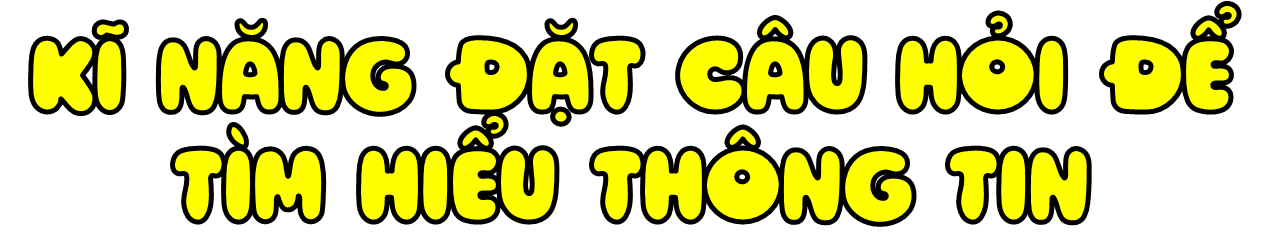 KĨ NĂNG ĐẶT CÂU HỎI ĐỂ
TÌM HIỂU THÔNG TIN